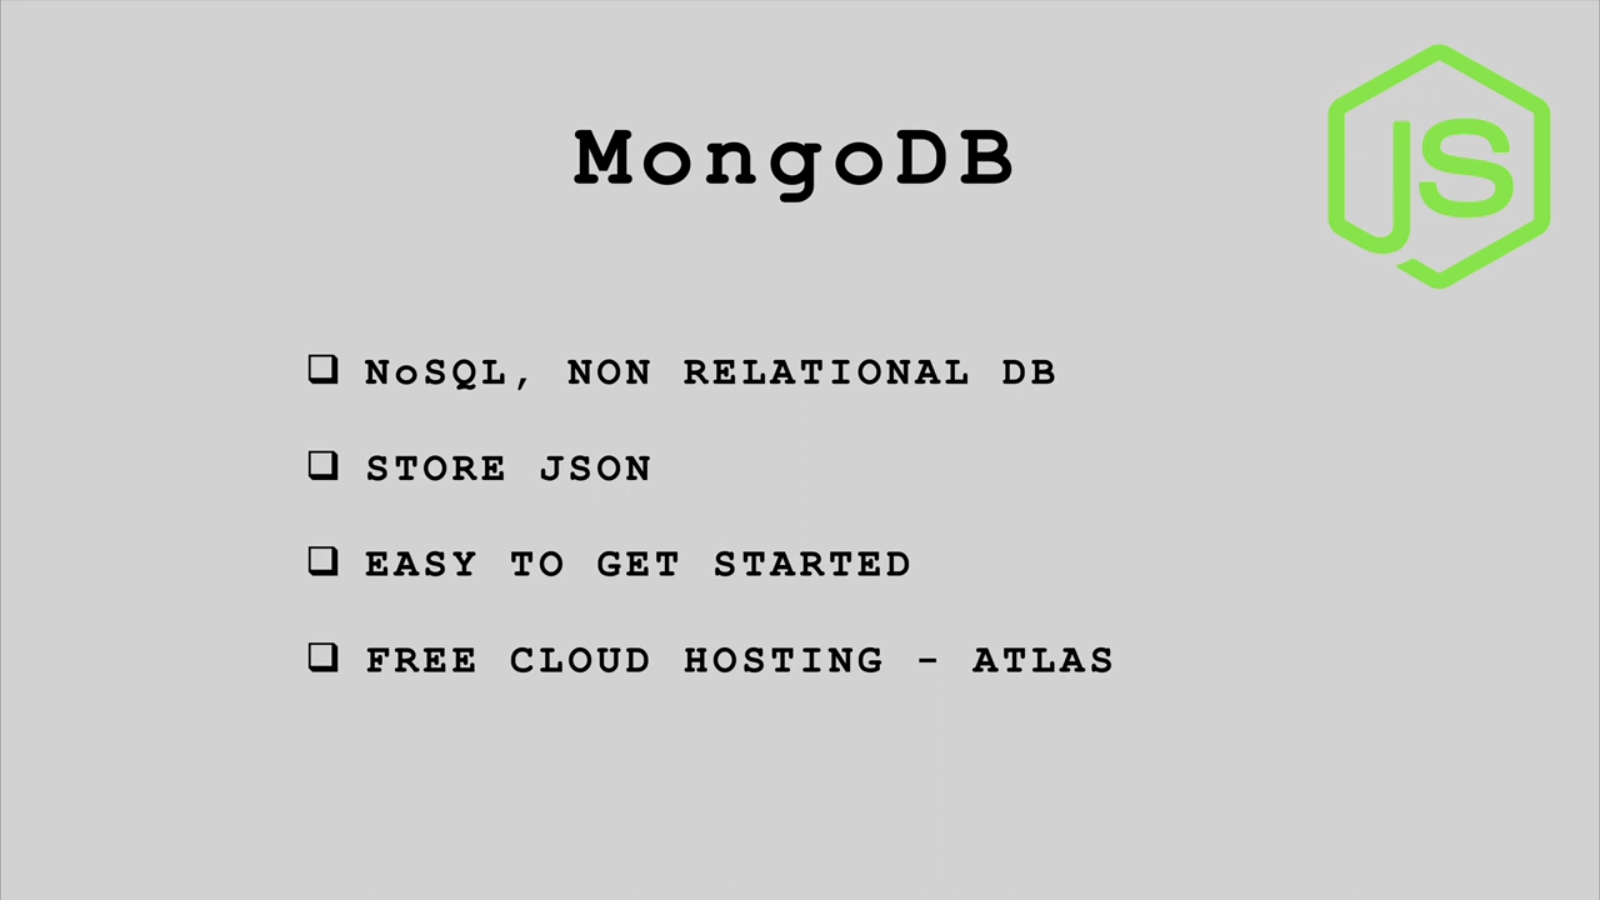 MongoDB
JS
❑ NoSQL, NON RELATIONAL DB
❑ STORE JSON
❑ EASY TO GET STARTED
❑ FREE CLOUD HOSTING - ATLAS